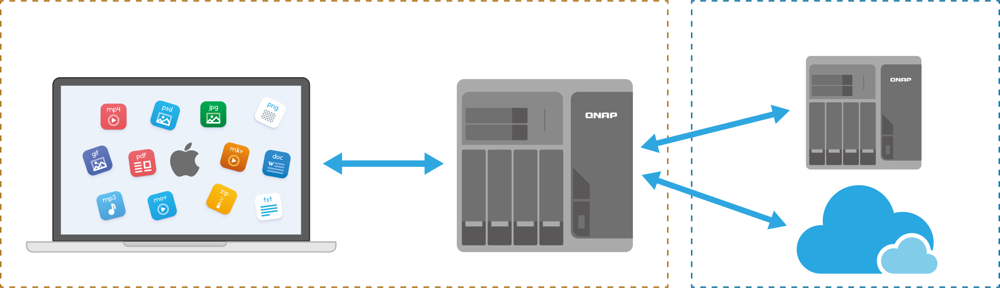 mp4
psd
jpg
png
gif
pdf
mkv
doc
W
mp3
mov
zip
txt
QNAP
QNAP